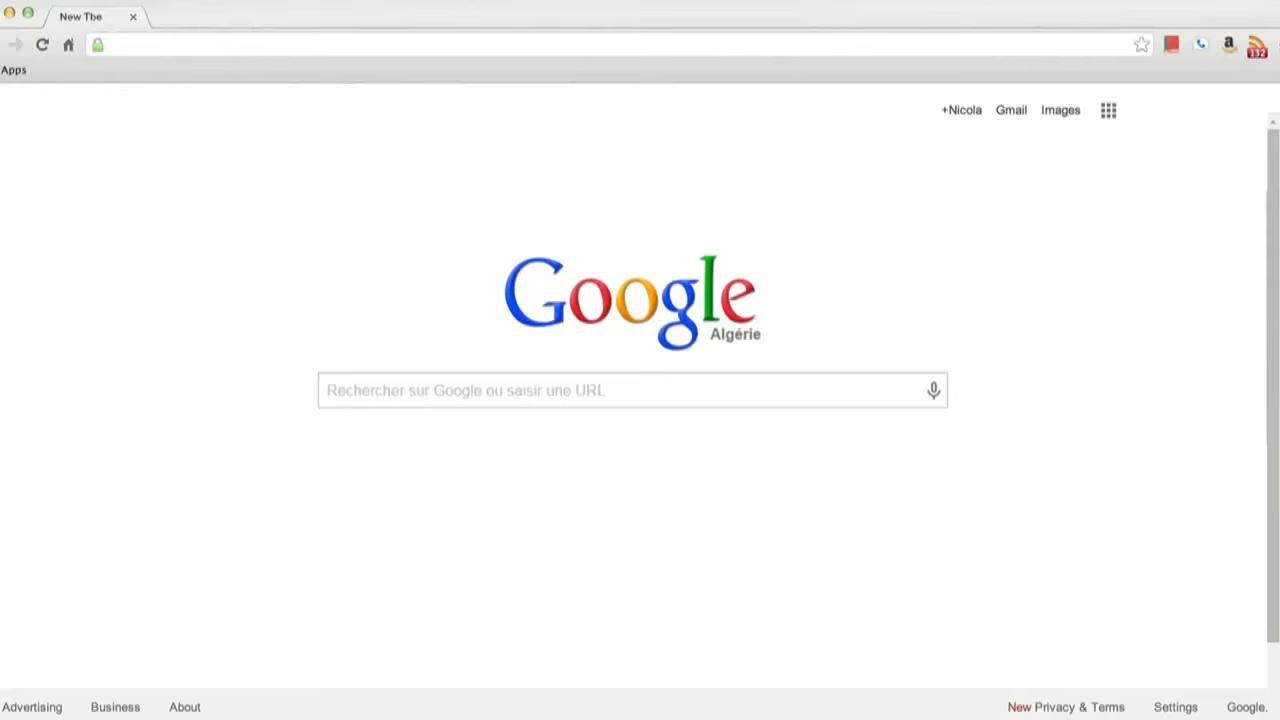 New Tbe
132
Apps
+Nicola Gmail Images
Google
Algérie
Rechercher sur Google ou saisir une URL
Advertising Business About New Privacy & Terms Settings Google.